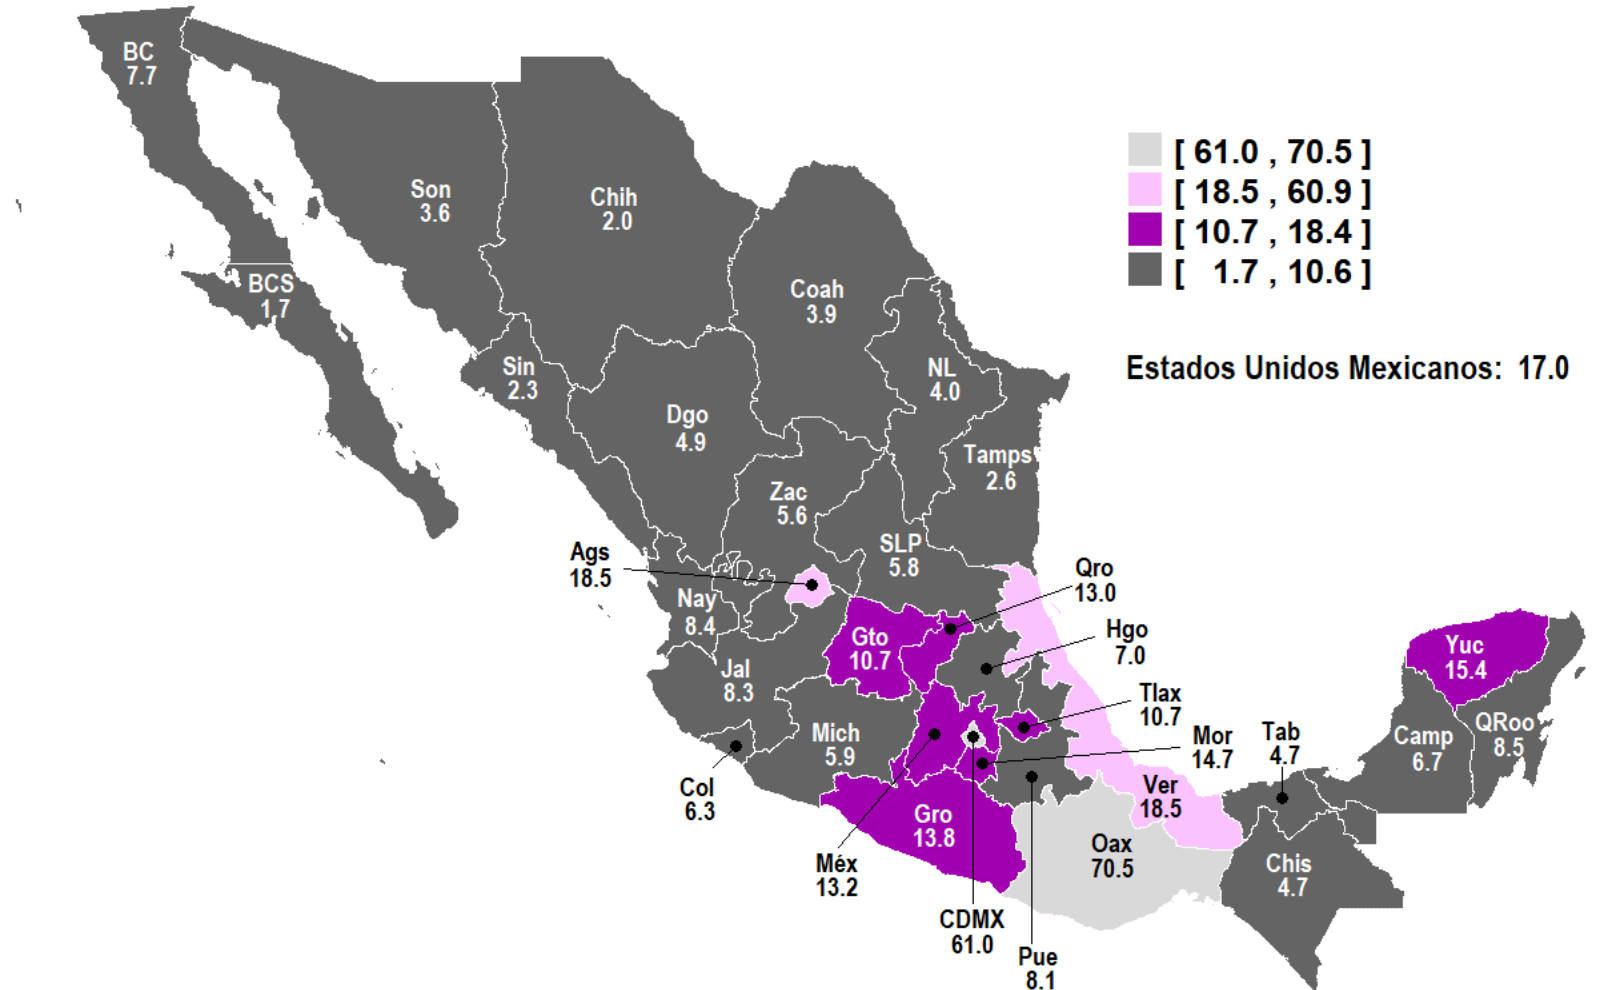 BC
7.7
Son
3.6
Chih
2.0
[ 61.0 , 70.5 ]
[ 18.5 , 60.9 ]
[ 10.7 , 18.4 ]
[ 1.7 , 10.6 ]
BCS
1.7
Coah
3.9
Estados Unidos Mexicanos: 17.0
Sin
2.3
NL
4.0
Dgo
4.9
Tamps
2.6
Zac
5.6
SLP
5.8
Ags
18.5
Qro
13.0
Nay
8.4
Gto
10.7
Hgo
7.0
Yuc
15.4
Jal
8.3
Tlax
10.7
Mich
5.9
Mor
14.7
Tab
4.7
Camp
6.7
QRoo
8.5
Col
6.3
Ver
18.5
Gro
13.8
Oax
70.5
Méx
13.2
Chis
4.7
CDMX
61.0
Pue
8.1